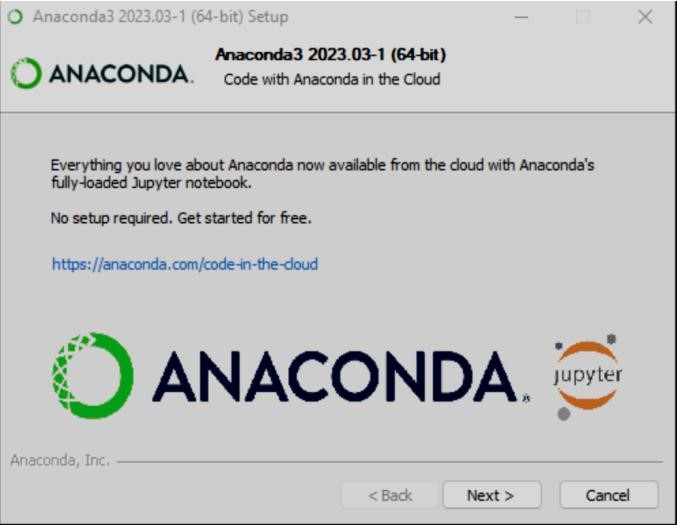 Anaconda3 2023.03-1 (64-bit) Setup
ANACONDA.
Anaconda3 2023.03-1 (64-bit)
Code with Anaconda in the Cloud
Everything you love about Anaconda now available from the cloud with Anaconda's
fully-loaded Jupyter notebook.
No setup required. Get started for free.
https://anaconda.com/code-in-the-cloud
ANACONDA.®
jupyter
Anaconda, Inc.
< Back
Next >
Cancel